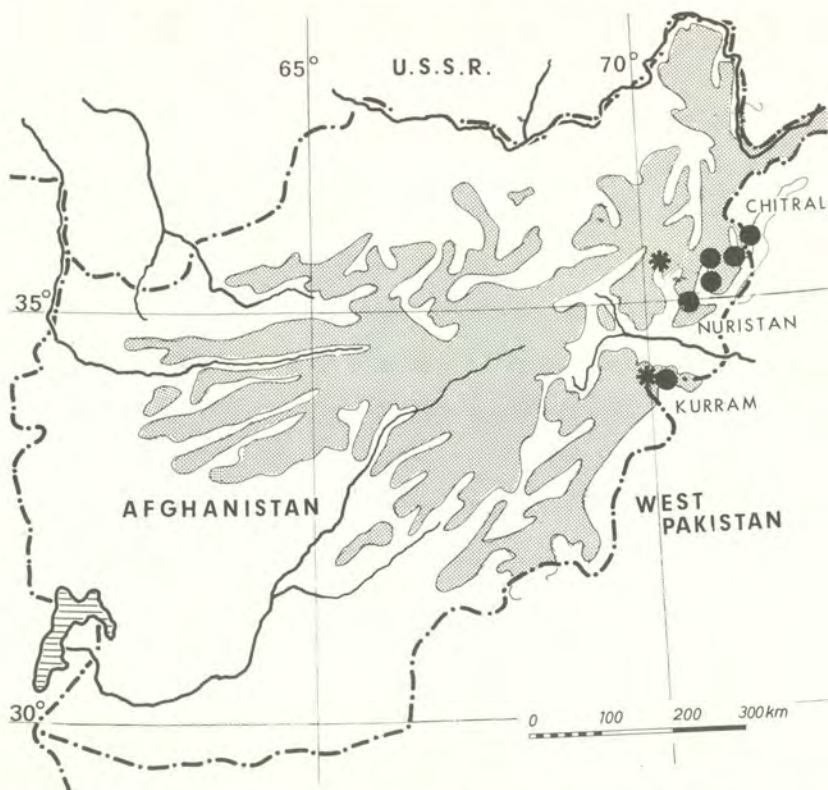 65°
U.S.S.R.
70°
CHITRAL
35°
NURISTAN
KURRAM
AFGHANISTAN
WEST
PAKISTAN
30°
0 100 200 300 km